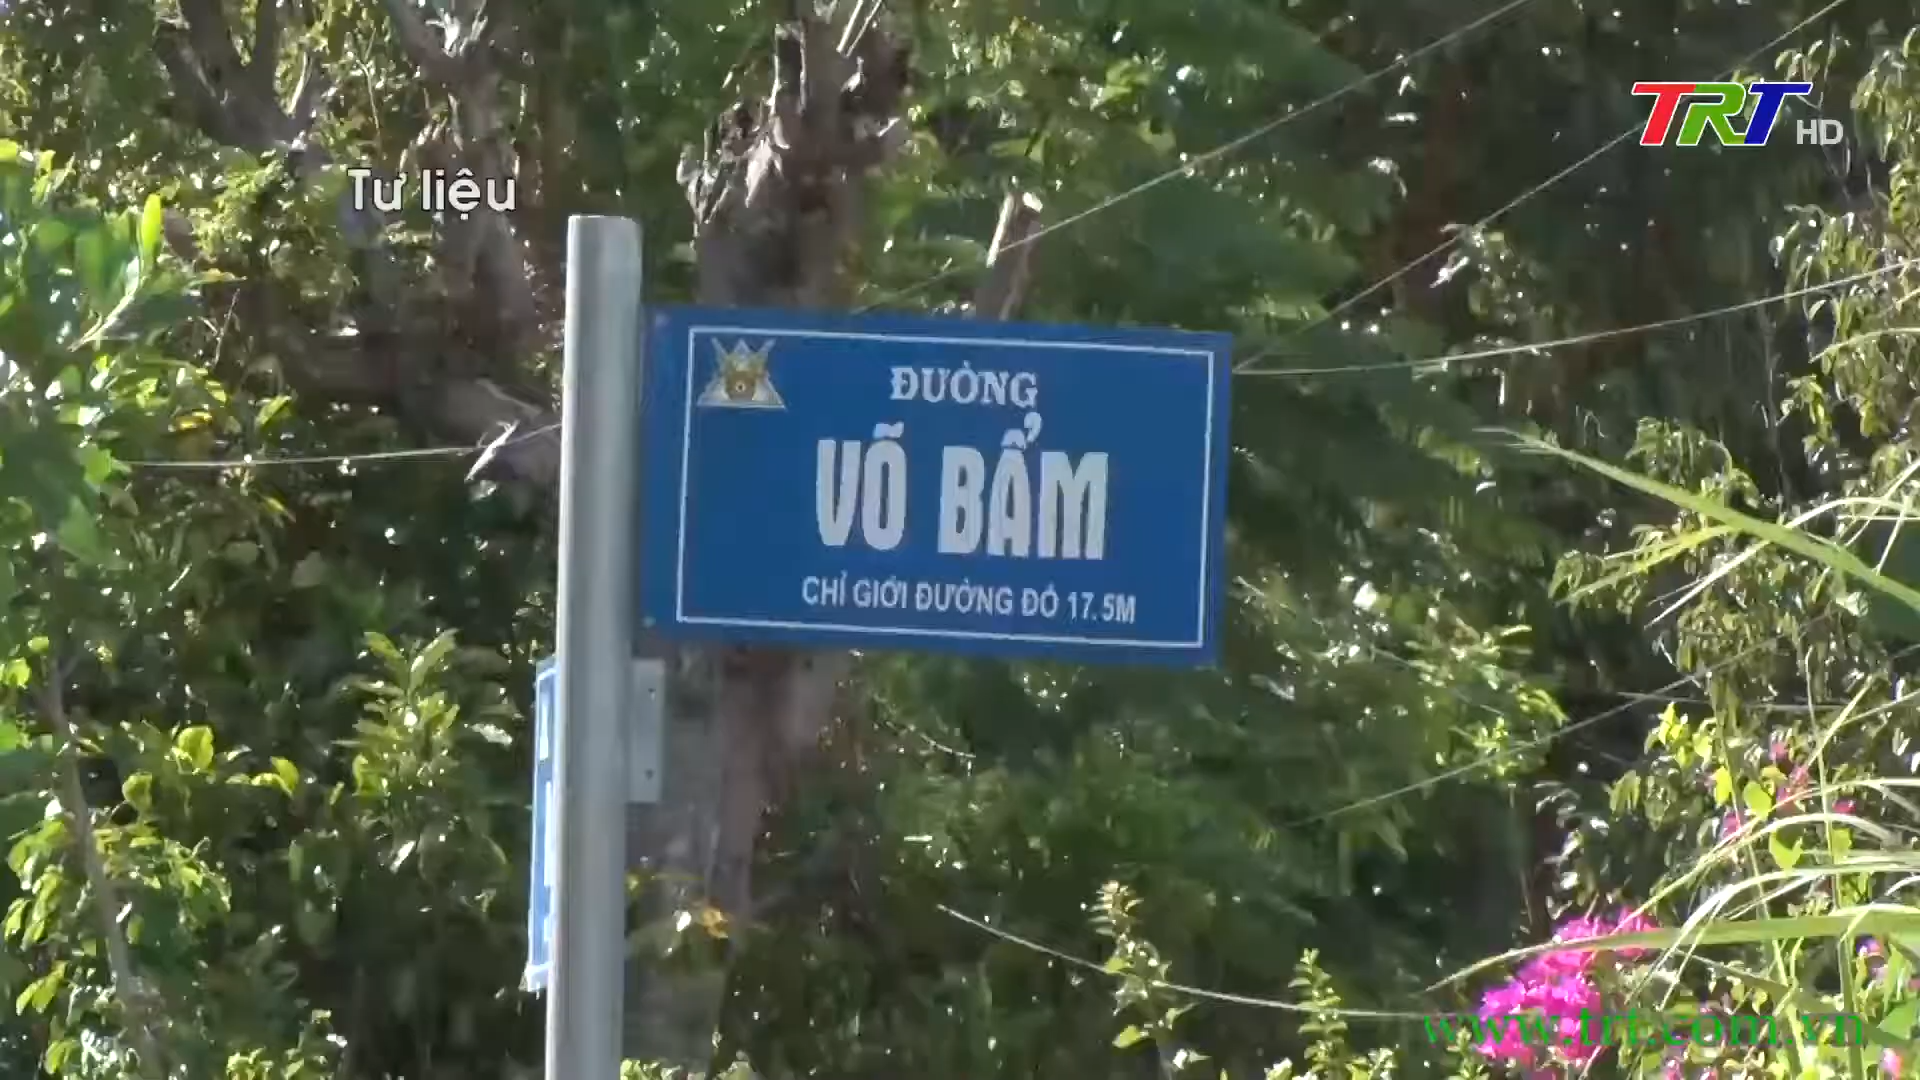 TRT HD
Tư liệu
ĐƯỜNG
VÕ BẨM
CHỈ GIỚI ĐƯỜNG ĐỎ 17.5M
www.trt.com.vn